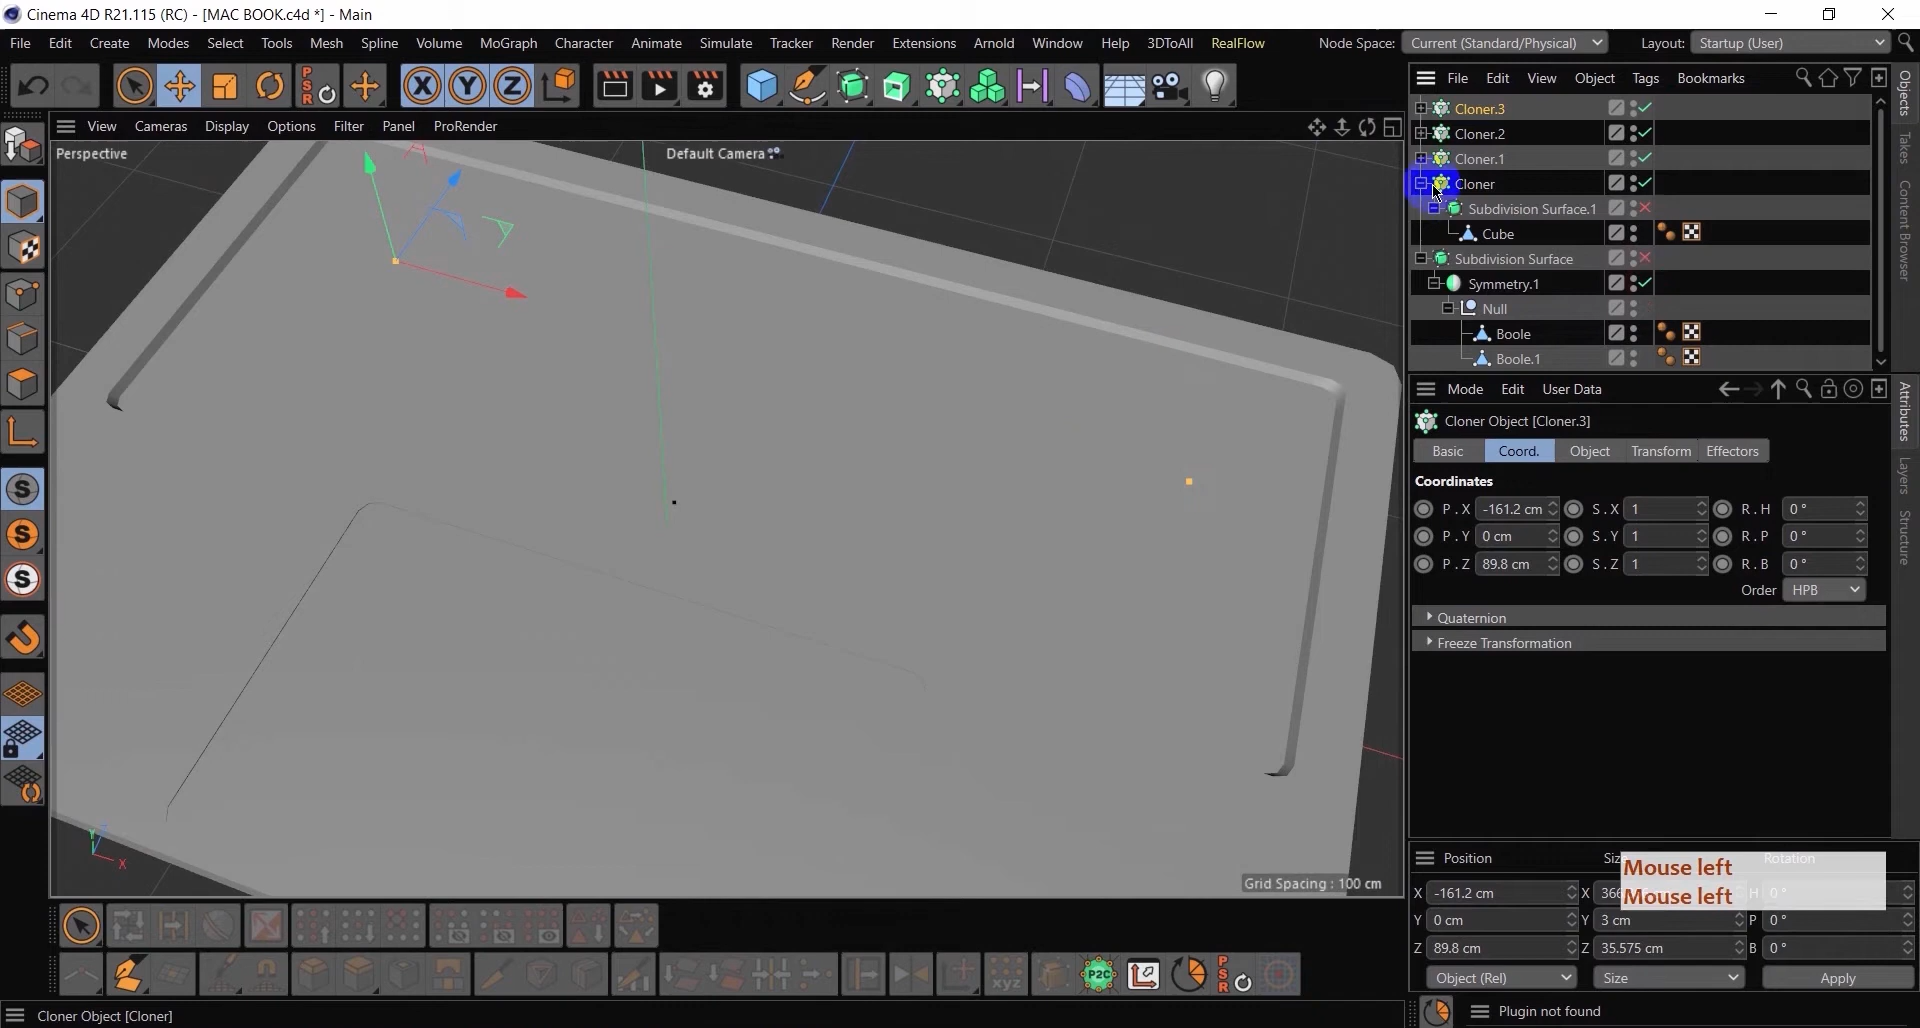 Cinema 4D R21.115 (RC) - [MAC BOOK.c4d *] - Main
File Edit Create Modes Select Tools Mesh Spline Volume MoGraph Character Animate Simulate Tracker Render Extensions Arnold Window Help 3DToAll RealFlow Node Space: Current (Standard/Physical) Layout: Startup (User)
PSR X Y Z
File Edit View Object Tags Bookmarks
View Cameras Display Options Filter Panel ProRender
Perspective Default Camera
Cloner.3
Cloner.2
Cloner.1
Cloner
Subdivision Surface.1
Cube
Subdivision Surface
Symmetry.1
Null
Boole
Boole.1
Objects
Takes
Content Browser
Mode Edit User Data
Cloner Object [Cloner.3]
Basic Coord. Object Transform Effectors
Coordinates
P . X -161.2 cm S . X 1 R . H 0 °
P . Y 0 cm S . Y 1 R . P 0 °
P . Z 89.8 cm S . Z 1 R . B 0 °
Order HPB
Quaternion
Freeze Transformation
Attributes
Layers
Structure
S
S
S
Y Z X
Grid Spacing : 100 cm
Position Rotation
Mouse left
Mouse left
X -161.2 cm H 0 °
Y 0 cm Y 3 cm P 0 °
Z 89.8 cm Z 35.575 cm B 0 °
Object (Rel) Size Apply
xyz P2C PSR
Cloner Object [Cloner]
Plugin not found